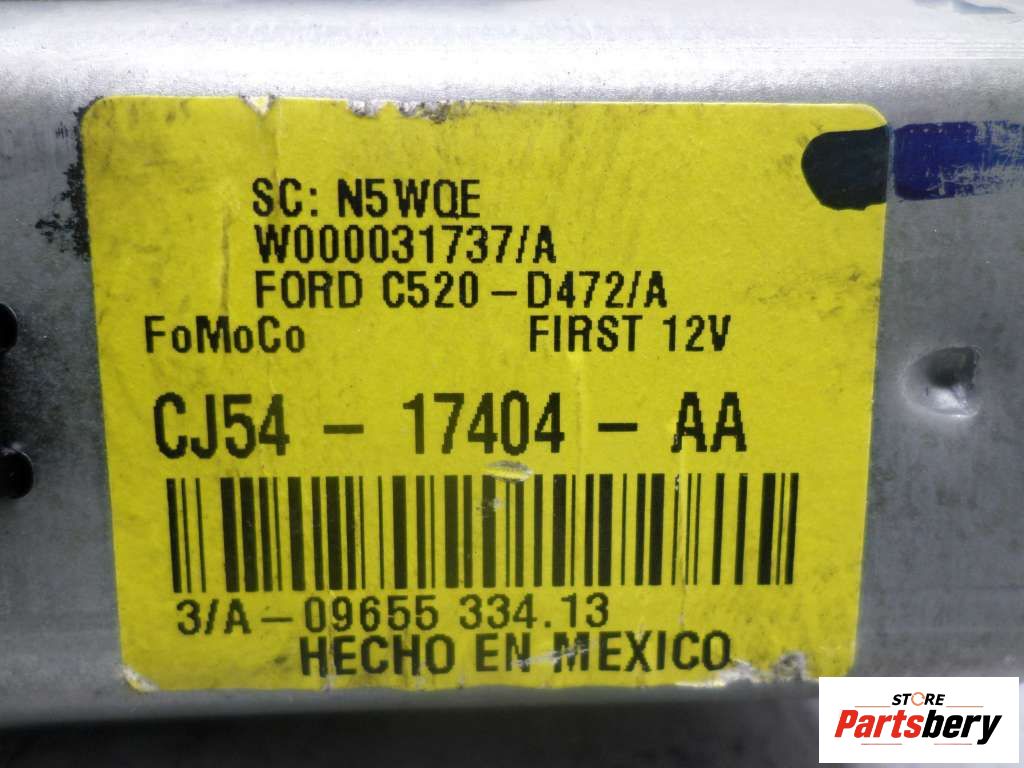 SC: N5WQE
W000031737/A
FORD C520-D472/A
FoMoCo FIRST 12V
CJ54 - 17404 - AA
3/A-09655 334.13
HECHO EN MEXICO
STORE
Partsbery